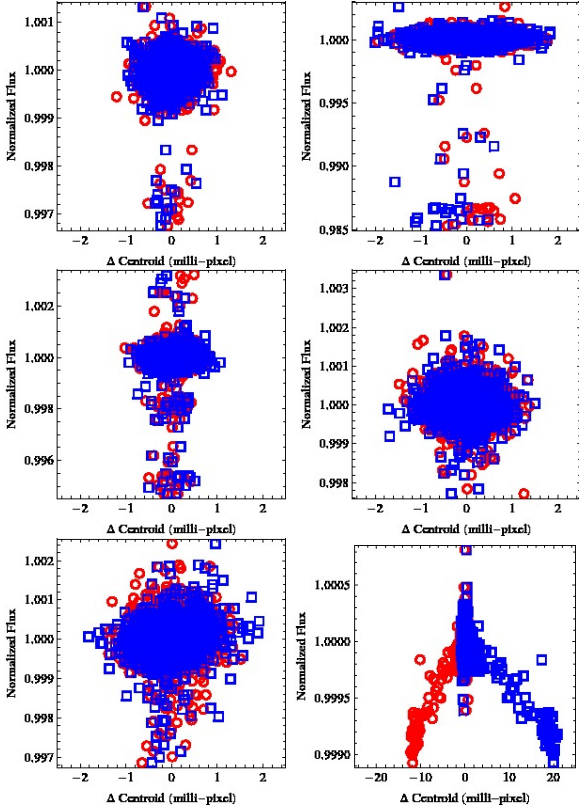 1.001
1.000
0.999
0.998
0.997
Normalized Flux
−2 −1 0 1 2
Δ Centroid (milli−pixel)
1.000
0.995
0.990
0.985
Normalized Flux
−2 −1 0 1 2
Δ Centroid (milli−pixel)
1.002
1.000
0.998
0.996
Normalized Flux
−2 −1 0 1 2
Δ Centroid (milli−pixel)
1.003
1.002
1.001
1.000
0.999
0.998
Normalized Flux
−2 −1 0 1 2
Δ Centroid (milli−pixel)
1.002
1.001
1.000
0.999
0.998
0.997
Normalized Flux
−2 −1 0 1 2
Δ Centroid (milli−pixel)
1.0005
1.0000
0.9995
0.9990
Normalized Flux
−20 −10 0 10 20
Δ Centroid (milli−pixel)